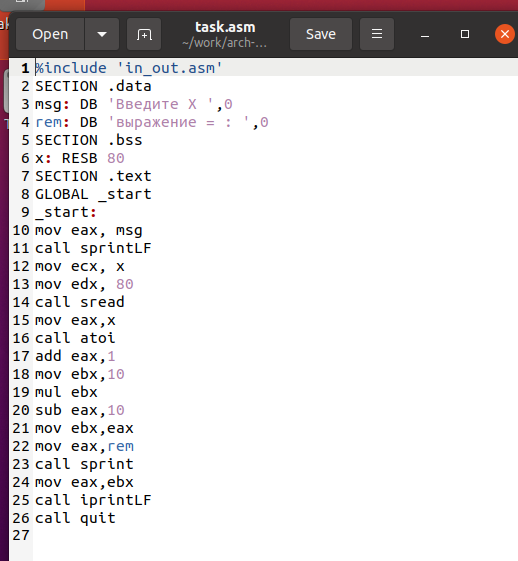 Open
task.asm
~/work/arch-...
Save
1 %include 'in_out.asm'
2 SECTION .data
3 msg: DB 'Введите X ',0
4 rem: DB 'выражение = : ',0
5 SECTION .bss
6 x: RESB 80
7 SECTION .text
8 GLOBAL _start
9 _start:
10 mov eax, msg
11 call sprintLF
12 mov ecx, x
13 mov edx, 80
14 call sread
15 mov eax,x
16 call atoi
17 add eax,1
18 mov ebx,10
19 mul ebx
20 sub eax,10
21 mov ebx,eax
22 mov eax,rem
23 call sprint
24 mov eax,ebx
25 call iprintLF
26 call quit
27